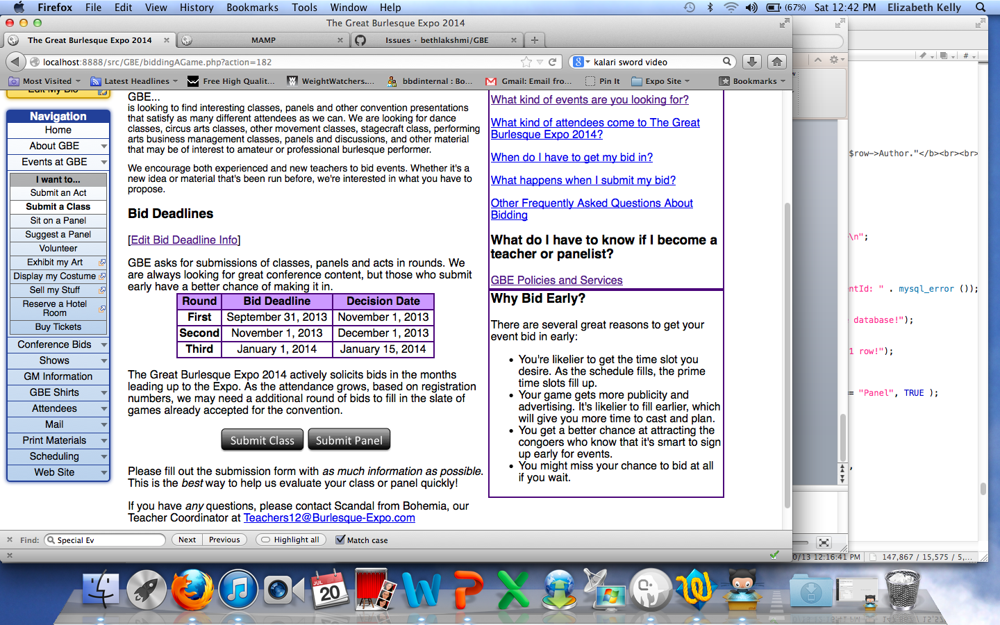 Firefox File Edit View History Bookmarks Tools Window Help (67%) Sat 12:42 PM Elizabeth Kelly
The Great Burlesque Expo 2014
The Great Burlesque Expo 2014 MAMP Issues · bethlakshmi/GBE
localhost:8888/src/GBE/biddingAGame.php?action=182 kalari sword video
Most Visited Latest Headlines Free High Qualit... WeightWatchers.... bbdinternal : Bo... Gmail: Email fro... Pin It Expo Site Bookmarks
Edit My Bio
Navigation
Home
About GBE
Events at GBE
I want to...
Submit an Act
Submit a Class
Sit on a Panel
Suggest a Panel
Volunteer
Exhibit my Art
Display my Costume
Sell my Stuff
Reserve a Hotel
Room
Buy Tickets
Conference Bids
Shows
GM Information
GBE Shirts
Attendees
Mail
Print Materials
Scheduling
Web Site
GBE...
is looking to find interesting classes, panels and other convention presentations
that satisfy as many different attendees as we can. We are looking for dance
classes, circus arts classes, other movement classes, stagecraft class, performing
arts business management classes, panels and discussions, and other material
that may be of interest to amateur or professional burlesque performer.
We encourage both experienced and new teachers to bid events. Whether it's a
new idea or material that's been run before, we're interested in what you have to
propose.
Bid Deadlines
[Edit Bid Deadline Info]
GBE asks for submissions of classes, panels and acts in rounds. We
are always looking for great conference content, but those who submit
early have a better chance of making it in.
Round Bid Deadline Decision Date
First September 31, 2013 November 1, 2013
Second November 1, 2013 December 1, 2013
Third January 1, 2014 January 15, 2014
The Great Burlesque Expo 2014 actively solicits bids in the months
leading up to the Expo. As the attendance grows, based on registration
numbers, we may need a additional round of bids to fill in the slate of
games already accepted for the convention.
Submit Class Submit Panel
Please fill out the submission form with as much information as possible.
This is the best way to help us evaluate your class or panel quickly!
If you have any questions, please contact Scandal from Bohemia, our
Teacher Coordinator at Teachers12@Burlesque-Expo.com
What kind of events are you looking for?
What kind of attendees come to The Great
Burlesque Expo 2014?
When do I have to get my bid in?
What happens when I submit my bid?
Other Frequently Asked Questions About
Bidding
What do I have to know if I become a
teacher or panelist?
GBE Policies and Services
Why Bid Early?
There are several great reasons to get your
event bid in early:
• You're likelier to get the time slot you
desire. As the schedule fills, the prime
time slots fill up.
• Your game gets more publicity and
advertising. It's likelier to fill earlier, which
will give you more time to cast and plan.
• You get a better chance at attracting the
congoers who know that it's smart to sign
up early for events.
• You might miss your chance to bid at all
if you wait.
$row->Author."</b><br><br>
\n";
ntId: " . mysql_error ());
database!");
1 row!");
== "Panel", TRUE );
Find: Special Ev Next Previous Highlight all Match case
0/13 12:16:41 PM 147,867 / 15,575 / 5,...
JUL
20